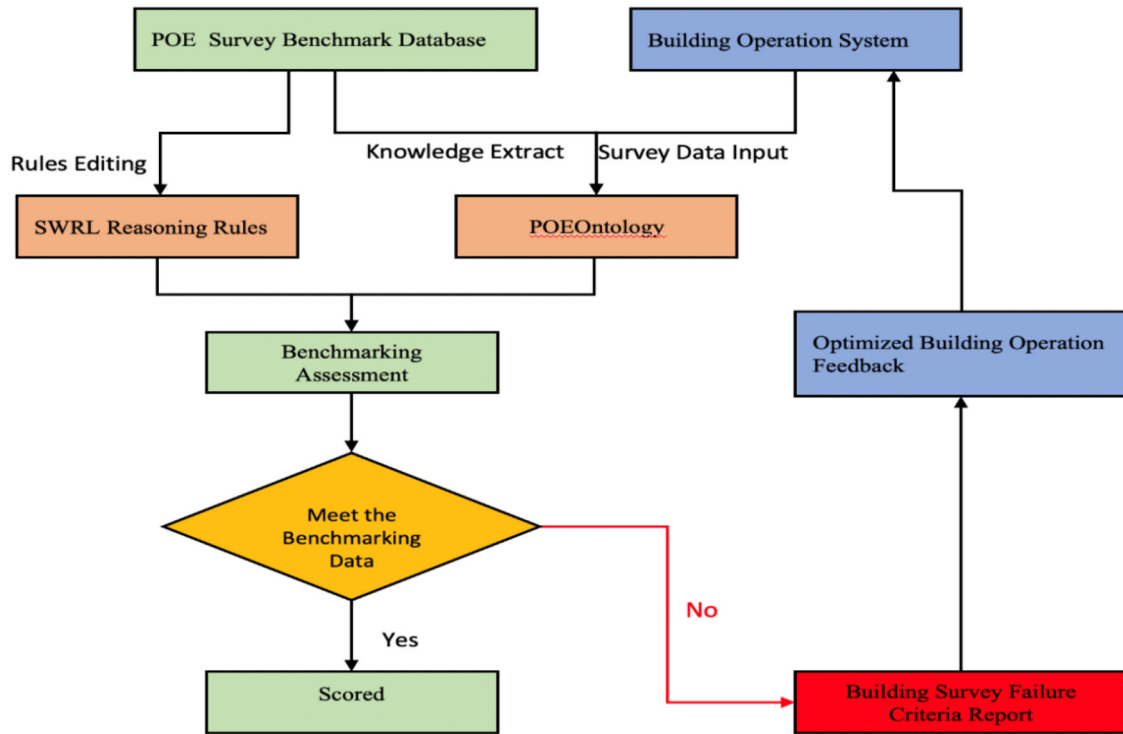 POE Survey Benchmark Database
Building Operation System
Rules Editing
Knowledge Extract
Survey Data Input
SWRL Reasoning Rules
POEOntology
Benchmarking
Assessment
Optimized Building Operation
Feedback
Meet the
Benchmarking
Data
No
Yes
Scored
Building Survey Failure
Criteria Report